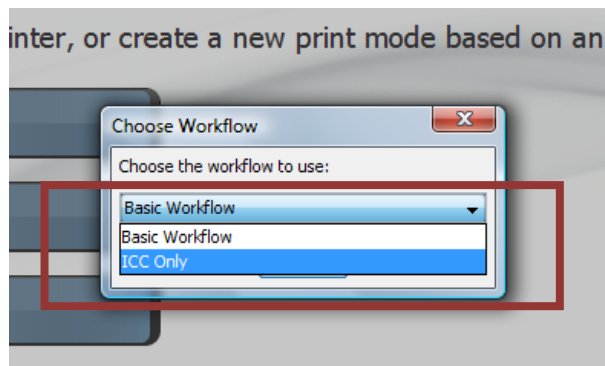 inter, or create a new print mode based on an
Choose Workflow
Choose the workflow to use:
Basic Workflow
Basic Workflow
ICC Only